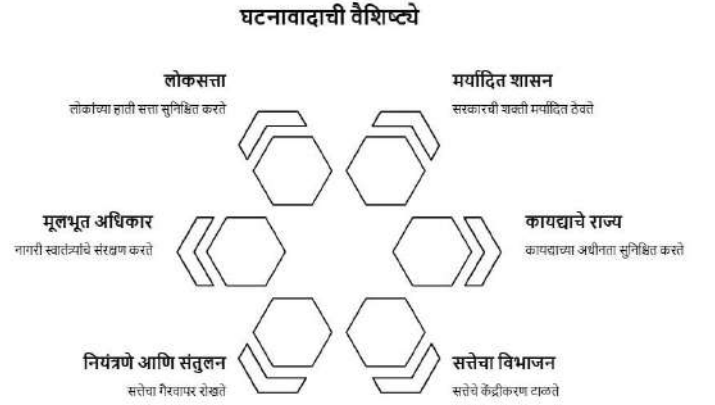 घटनावादाची वैशिष्ट्ये
लोकसत्ता
लोकांच्या हाती सत्ता सुनिश्चित करते
मर्यादित शासन
सरकारची शक्ती मर्यादित ठेवते
मूलभूत अधिकार
नागरी स्वातंत्र्यांचे संरक्षण करते
कायद्याचे राज्य
कायद्याच्या अधीनता सुनिश्चित करते
नियंत्रणे आणि संतुलन
सत्तेचा गैरवापर रोखते
सत्तेचा विभाजन
सत्तेचे केंद्रीकरण टाळते